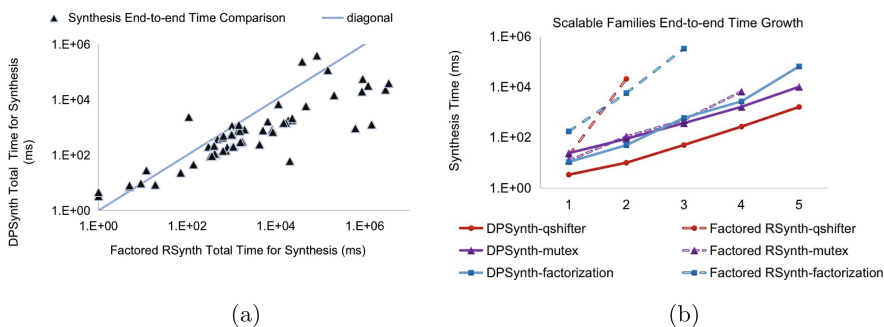 Synthesis End-to-end Time Comparison
diagonal
DPSynth Total Time for Synthesis
(ms)
1.E+06
1.E+04
1.E+02
1.E+00
1.E+00
1.E+02
1.E+04
1.E+06
Factored RSynth Total Time for Synthesis (ms)
(a)
Scalable Families End-to-end Time Growth
Synthesis Time (ms)
1.E+06
1.E+04
1.E+02
1.E+00
1
2
3
4
5
DPSynth-qshifter
Factored RSynth-qshifter
DPSynth-mutex
Factored RSynth-mutex
DPSynth-factorization
Factored RSynth-factorization
(b)